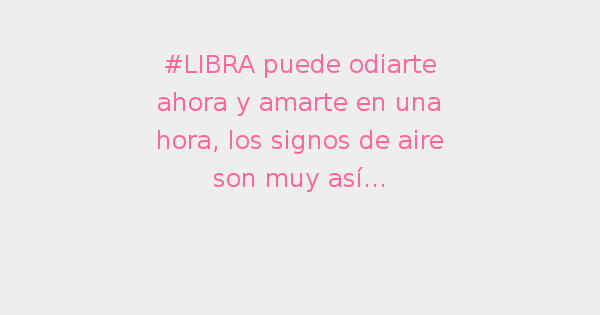 #LIBRA puede odiarte
ahora y amarte en una
hora, los signos de aire
son muy así...